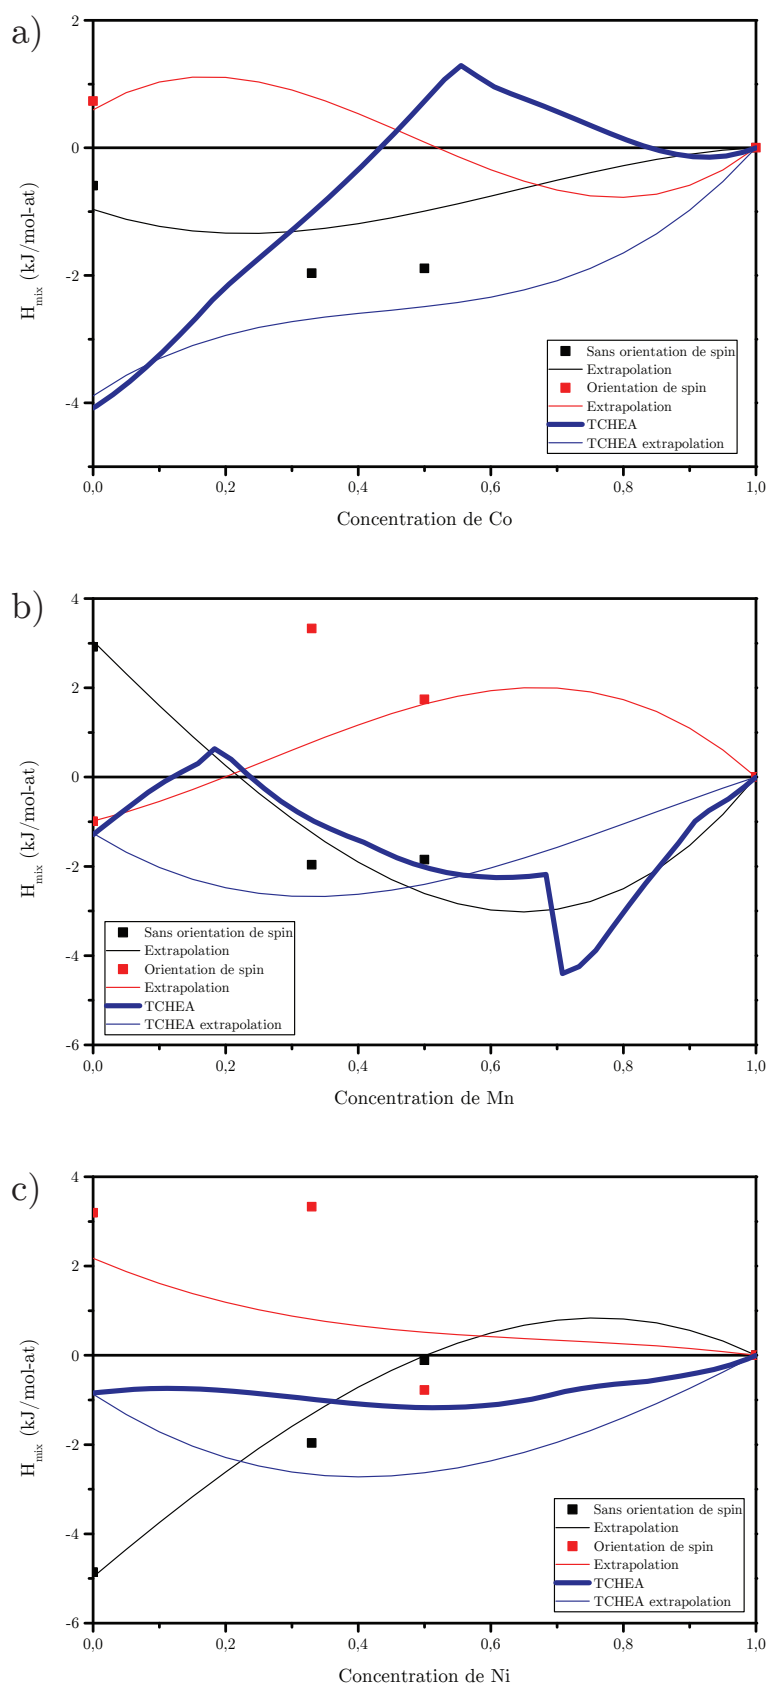 a)
2
0
-2
-4
H_mix (kJ/mol-at)
Sans orientation de spin
Extrapolation
Orientation de spin
Extrapolation
TCHEA
TCHEA extrapolation
0,0 0,2 0,4 0,6 0,8 1,0
Concentration de Co
b)
4
2
0
-2
-4
-6
H_mix (kJ/mol-at)
Sans orientation de spin
Extrapolation
Orientation de spin
Extrapolation
TCHEA
TCHEA extrapolation
0,0 0,2 0,4 0,6 0,8 1,0
Concentration de Mn
c)
4
2
0
-2
-4
-6
H_mix (kJ/mol-at)
Sans orientation de spin
Extrapolation
Orientation de spin
Extrapolation
TCHEA
TCHEA extrapolation
0,0 0,2 0,4 0,6 0,8 1,0
Concentration de Ni